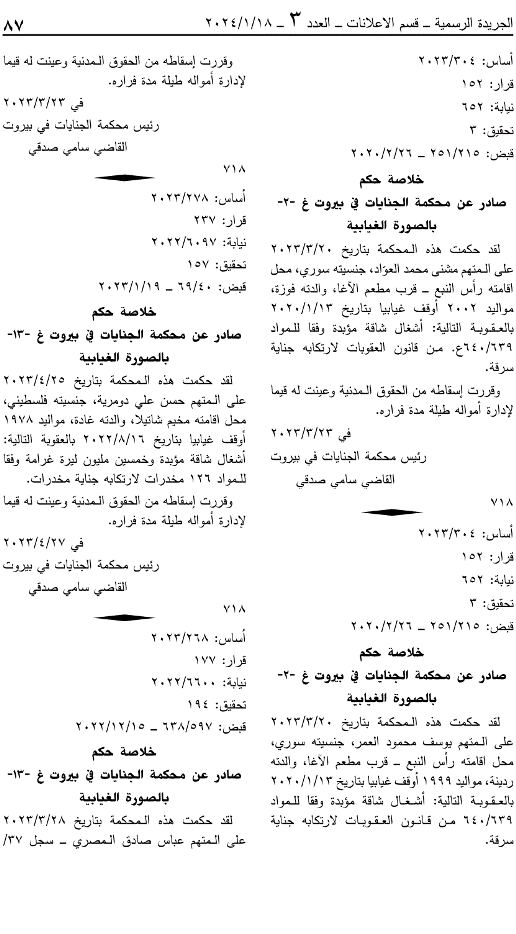 الجريدة الرسمية ــ قسم الاعلانات ــ العدد ٣ ــ ٢٠٢٤/١/١٨
٨٧
أساس: ٢٠٢٣/٣٠٤
قرار: ١٥٢
نيابة: ٦٥٢
تحقيق: ٣
قبض: ٢٥١/٢١٥ ــ ٢٠٢٠/٢/٢٦
خلاصة حكم
صادر عن محكمة الجنايات في بيروت غ -٢-
بالصورة الغيابية
لقد حكمت هذه المحكمة بتاريخ ٢٠٢٣/٣/٢٠
على المتهم مشنى محمد العوّاد، جنسيته سوري، محل
اقامته رأس النبع ــ قرب مطعم الآغا، والدته فوزة،
مواليد ٢٠٠٢ أوقف غيابيا بتاريخ ٢٠٢٠/١/١٣
بالعقوبة التالية: أشغال شاقة مؤبدة وفقا للمواد
٦٤٠/٦٣٩ع. من قانون العقوبات لارتكابه جناية
سرقة.
وقررت إسقاطه من الحقوق المدنية وعينت له قيما
لإدارة أمواله طيلة مدة فراره.
في ٢٠٢٣/٣/٢٣
رئيس محكمة الجنايات في بيروت
القاضي سامي صدقي
٧١٨
أساس: ٢٠٢٣/٣٠٤
قرار: ١٥٢
نيابة: ٦٥٢
تحقيق: ٣
قبض: ٢٥١/٢١٥ ــ ٢٠٢٠/٢/٢٦
خلاصة حكم
صادر عن محكمة الجنايات في بيروت غ -٢-
بالصورة الغيابية
لقد حكمت هذه المحكمة بتاريخ ٢٠٢٣/٣/٢٠
على المتهم يوسف محمود العمر، جنسيته سوري،
محل اقامته رأس النبع ــ قرب مطعم الآغا، والدته
ردينة، مواليد ١٩٩٩ أوقف غيابيا بتاريخ ٢٠٢٠/١/١٣
بالعقوبة التالية: أشغال شاقة مؤبدة وفقا للمواد
٦٤٠/٦٣٩ من قانون العقوبات لارتكابه جناية
سرقة.
وقررت إسقاطه من الحقوق المدنية وعينت له قيما
لإدارة أمواله طيلة مدة فراره.
في ٢٠٢٣/٣/٢٣
رئيس محكمة الجنايات في بيروت
القاضي سامي صدقي
٧١٨
أساس: ٢٠٢٣/٢٧٨
قرار: ٢٣٧
نيابة: ٢٠٢٢/٦٠٩٧
تحقيق: ١٥٧
قبض: ٦٩/٤٠ ــ ٢٠٢٣/١/١٩
خلاصة حكم
صادر عن محكمة الجنايات في بيروت غ -١٣-
بالصورة الغيابية
لقد حكمت هذه المحكمة بتاريخ ٢٠٢٣/٤/٢٥
على المتهم حسن علي دومرية، جنسيته فلسطيني،
محل اقامته مخيم شاتيلا، والدته غادة، مواليد ١٩٧٨
أوقف غيابيا بتاريخ ٢٠٢٢/٨/١٦ بالعقوبة التالية:
أشغال شاقة مؤبدة وخمسين مليون ليرة غرامة وفقا
للمواد ١٢٦ مخدرات لارتكابه جناية مخدرات.
وقررت إسقاطه من الحقوق المدنية وعينت له قيما
لإدارة أمواله طيلة مدة فراره.
في ٢٠٢٣/٤/٢٧
رئيس محكمة الجنايات في بيروت
القاضي سامي صدقي
٧١٨
أساس: ٢٠٢٣/٢٦٨
قرار: ١٧٧
نيابة: ٢٠٢٢/٦٦٠٠
تحقيق: ١٩٤
قبض: ٦٣٨/٥٩٧ ــ ٢٠٢٢/١٢/١٥
خلاصة حكم
صادر عن محكمة الجنايات في بيروت غ -١٣-
بالصورة الغيابية
لقد حكمت هذه المحكمة بتاريخ ٢٠٢٣/٣/٢٨
على المتهم عباس صادق المصري ــ سجل ٣٧/